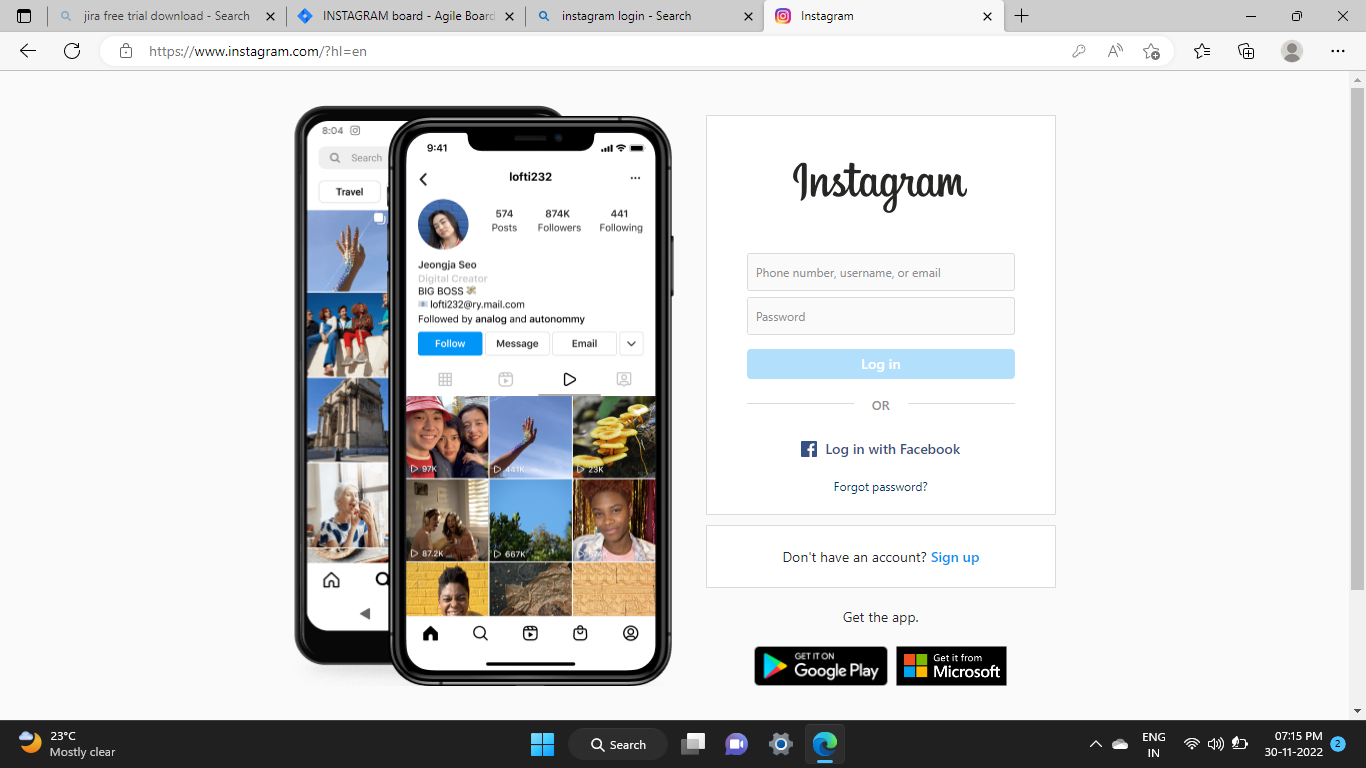 jira free trial download - Search
INSTAGRAM board - Agile Board
instagram login - Search
Instagram
https://www.instagram.com/?hl=en
8:04
Search
Travel
9:41
lofti232
574
Posts
874K
Followers
441
Following
Jeongja Seo
Digital Creator
BIG BOSS
lofti232@ry.mail.com
Followed by analog and autonommy
Follow
Message
Email
97K
441K
23K
87.2K
667K
Instagram
Phone number, username, or email
Password
Log in
OR
Log in with Facebook
Forgot password?
Don't have an account? Sign up
Get the app.
GET IT ON
Google Play
Get it from
Microsoft
23°C
Mostly clear
Search
ENG
IN
07:15 PM
30-11-2022
2